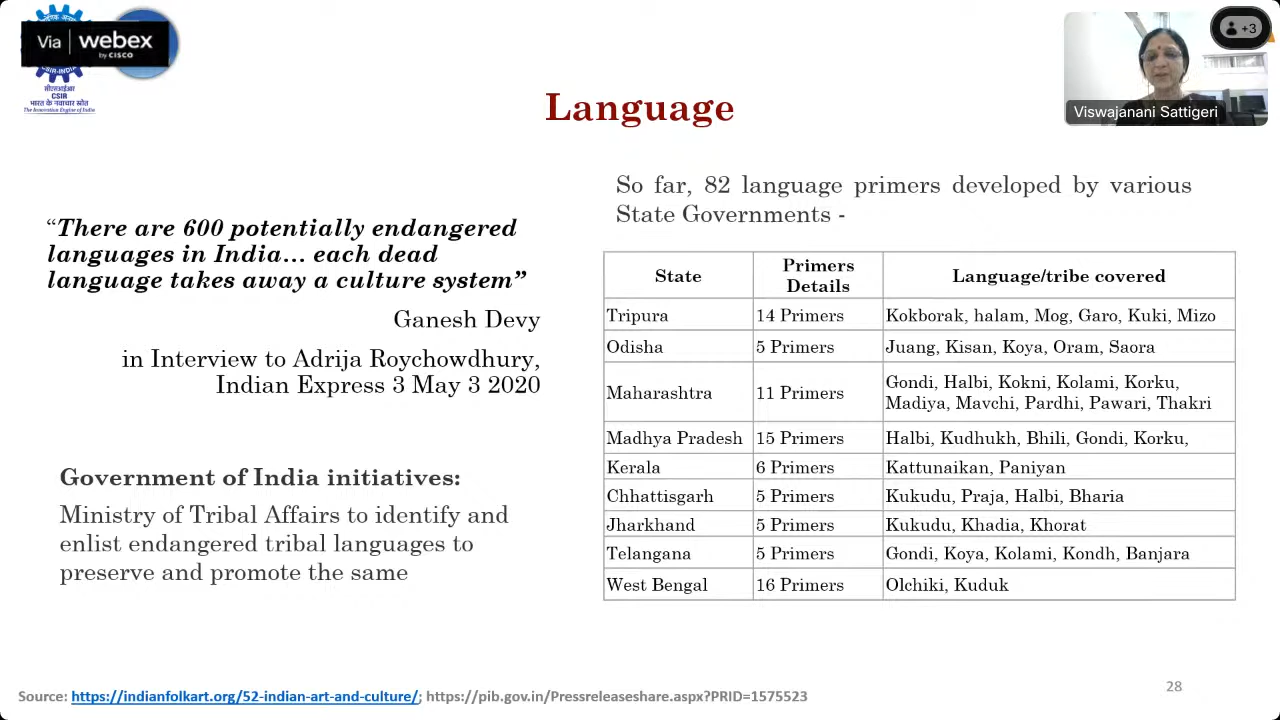 Via | webex
by CISCO
CSIR-INDIA
सीएसआईआर
CSIR
भारत के नवाचार स्रोत
The Innovation Engine of India
+3
Viswajanani Sattigeri
Language
“There are 600 potentially endangered
languages in India... each dead
language takes away a culture system”
Ganesh Devy
in Interview to Adrija Roychowdhury,
Indian Express 3 May 3 2020
Government of India initiatives:
Ministry of Tribal Affairs to identify and
enlist endangered tribal languages to
preserve and promote the same
So far, 82 language primers developed by various
State Governments -
State Primers Details Language/tribe covered
Tripura 14 Primers Kokborak, halam, Mog, Garo, Kuki, Mizo
Odisha 5 Primers Juang, Kisan, Koya, Oram, Saora
Maharashtra 11 Primers Gondi, Halbi, Kokni, Kolami, Korku,
Madiya, Mavchi, Pardhi, Pawari, Thakri
Madhya Pradesh 15 Primers Halbi, Kudhukh, Bhili, Gondi, Korku,
Kerala 6 Primers Kattunaikan, Paniyan
Chhattisgarh 5 Primers Kukudu, Praja, Halbi, Bharia
Jharkhand 5 Primers Kukudu, Khadia, Khorat
Telangana 5 Primers Gondi, Koya, Kolami, Kondh, Banjara
West Bengal 16 Primers Olchiki, Kuduk
Source: https://indianfolkart.org/52-indian-art-and-culture/; https://pib.gov.in/Pressreleaseshare.aspx?PRID=1575523
28